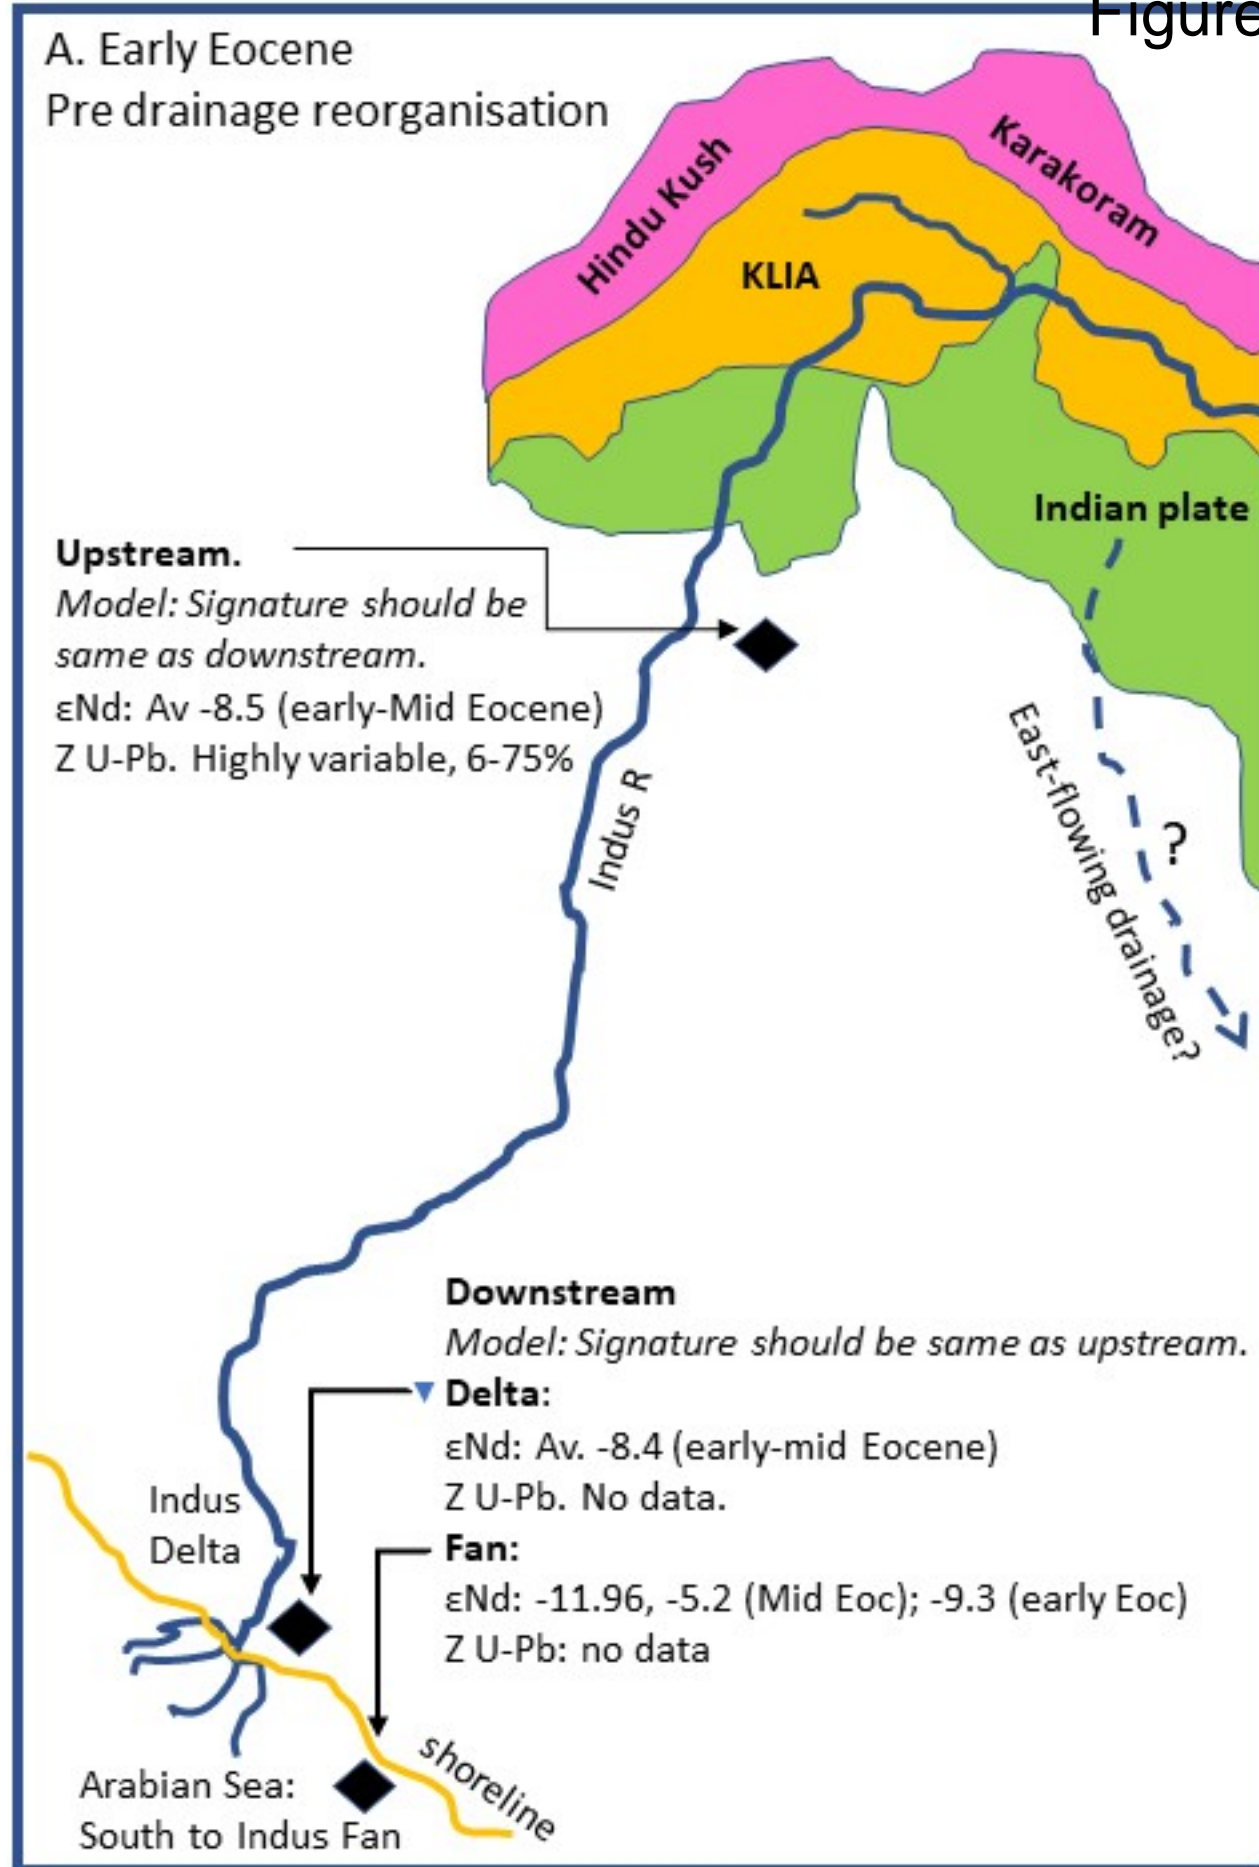 Figure
A. Early Eocene
Pre drainage reorganisation
Hindu Kush
Karakoram
KLIA
Indian plate
Upstream.
Model: Signature should be
same as downstream.
εNd: Av -8.5 (early-Mid Eocene)
Z U-Pb. Highly variable, 6-75%
Indus R
East-flowing drainage?
?
Downstream
Model: Signature should be same as upstream.
Delta:
εNd: Av. -8.4 (early-mid Eocene)
Z U-Pb. No data.
Fan:
εNd: -11.96, -5.2 (Mid Eoc); -9.3 (early Eoc)
Z U-Pb: no data
Indus
Delta
shoreline
Arabian Sea:
South to Indus Fan